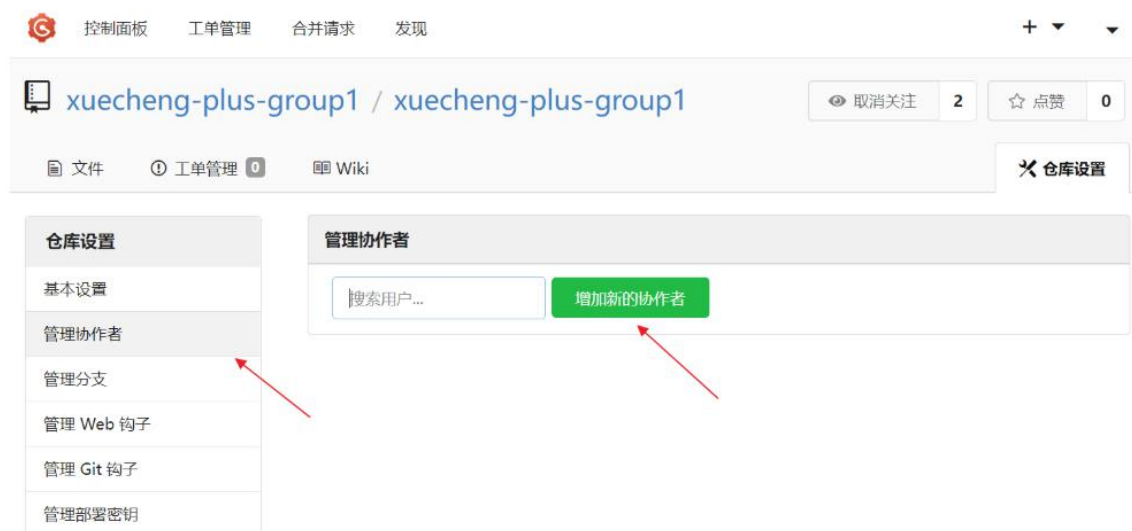 控制面板 工单管理 合并请求 发现
xuecheng-plus-group1 / xuecheng-plus-group1 取消关注 2 点赞 0
文件 工单管理 0 Wiki 仓库设置
仓库设置
基本设置
管理协作者
管理分支
管理 Web 钩子
管理 Git 钩子
管理部署密钥
管理协作者
搜索用户... 增加新的协作者